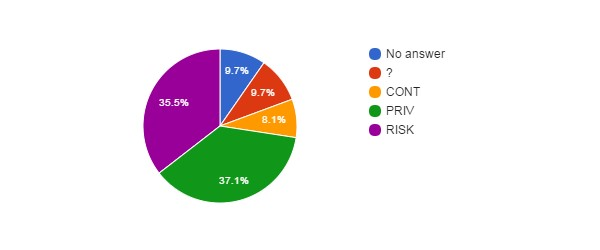 9.7%
9.7%
8.1%
37.1%
35.5%
No answer
?
CONT
PRIV
RISK